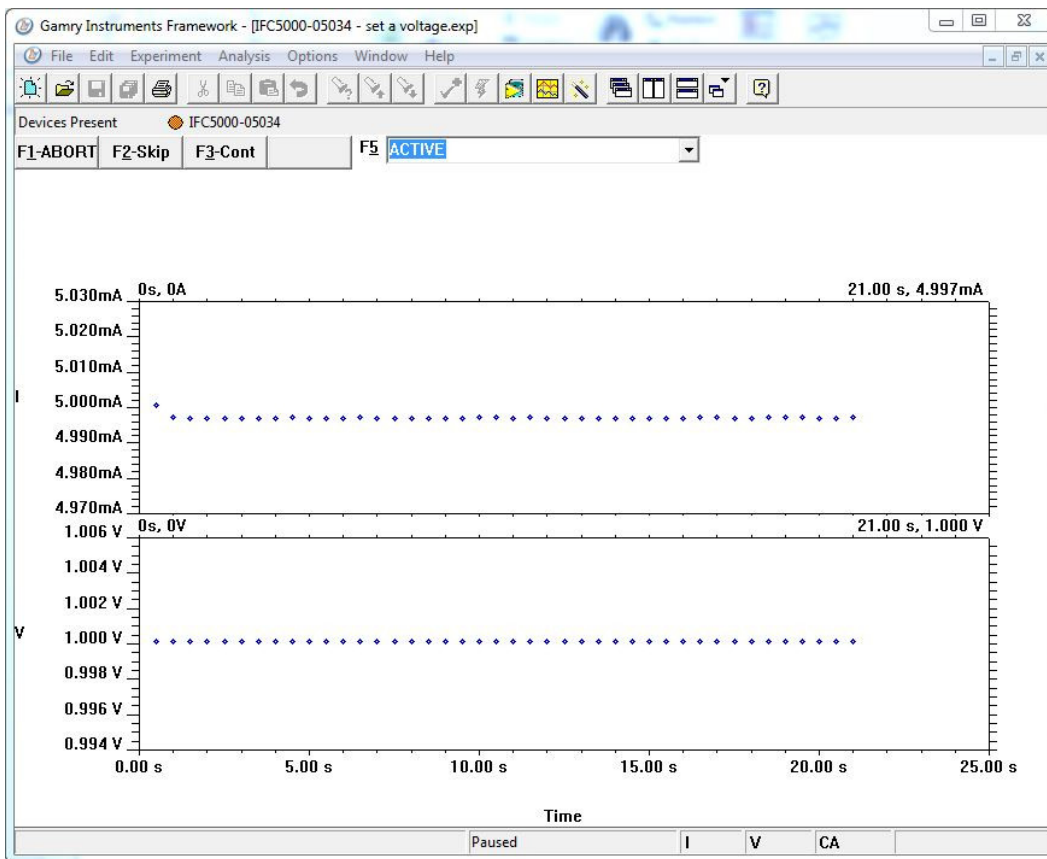 Gamry Instruments Framework - [IFC5000-05034 - set a voltage.exp]
File Edit Experiment Analysis Options Window Help
Devices Present IFC5000-05034
F1-ABORT F2-Skip F3-Cont F5 ACTIVE
0s, 0A 21.00 s, 4.997mA
5.030mA
5.020mA
5.010mA
I
5.000mA
4.990mA
4.980mA
4.970mA
0s, 0V 21.00 s, 1.000 V
1.006 V
1.004 V
1.002 V
V
1.000 V
0.998 V
0.996 V
0.994 V
0.00 s 5.00 s 10.00 s 15.00 s 20.00 s 25.00 s
Time
Paused I V CA